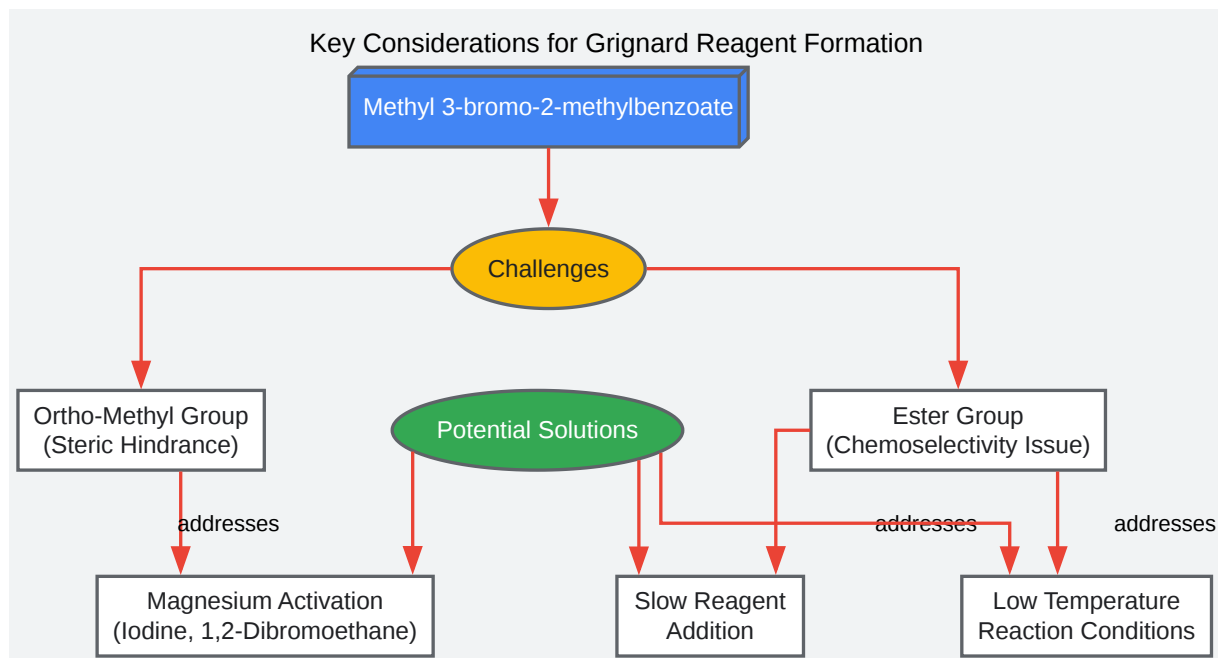 Key Considerations for Grignard Reagent Formation
Methyl 3-bromo-2-methylbenzoate
Challenges
Ortho-Methyl Group
(Steric Hindrance)
Potential Solutions
Ester Group
(Chemoselectivity Issue)
addresses
addresses
addresses
Magnesium Activation
(Iodine, 1,2-Dibromoethane)
Slow Reagent
Addition
Low Temperature
Reaction Conditions